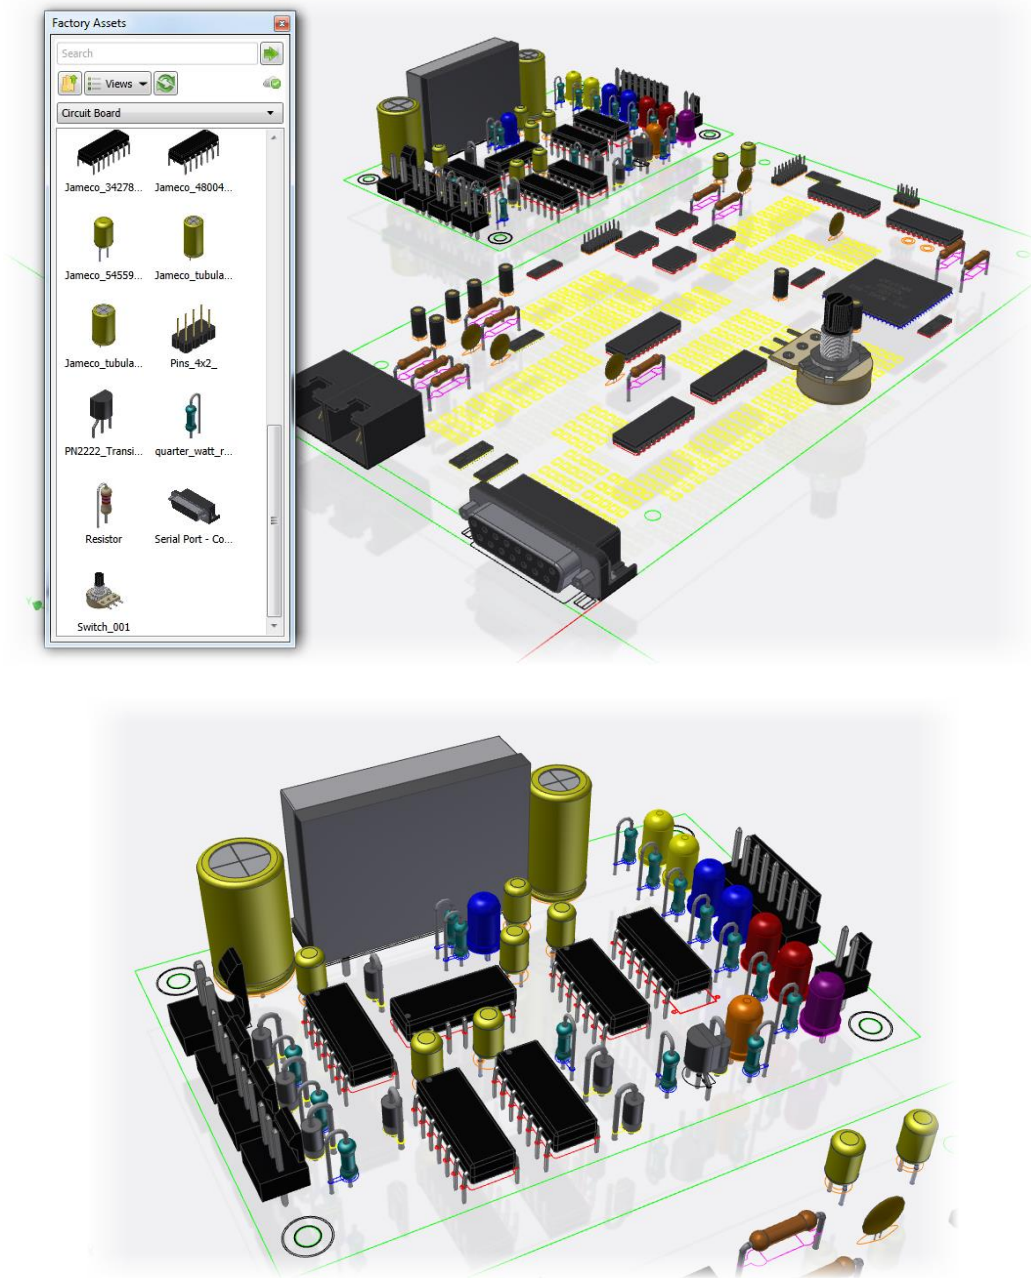 Factory Assets
Search
Views
Circuit Board
Jameco_34278... Jameco_48004...
Jameco_54559... Jameco_tubula...
Jameco_tubula... Pins_4x2_
PN2222_Transi... quarter_watt_r...
Resistor Serial Port - Co...
Switch_001